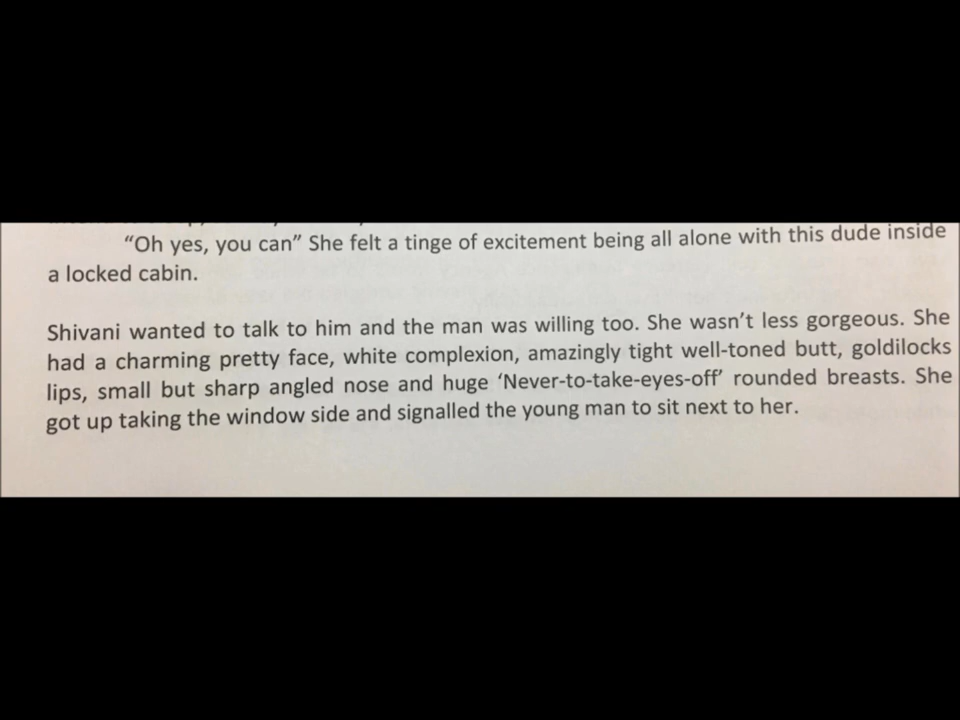 “Oh yes, you can” She felt a tinge of excitement being all alone with this dude inside
a locked cabin.
Shivani wanted to talk to him and the man was willing too. She wasn’t less gorgeous. She
had a charming pretty face, white complexion, amazingly tight well-toned butt, goldilocks
lips, small but sharp angled nose and huge ‘Never-to-take-eyes-off’ rounded breasts. She
got up taking the window side and signalled the young man to sit next to her.